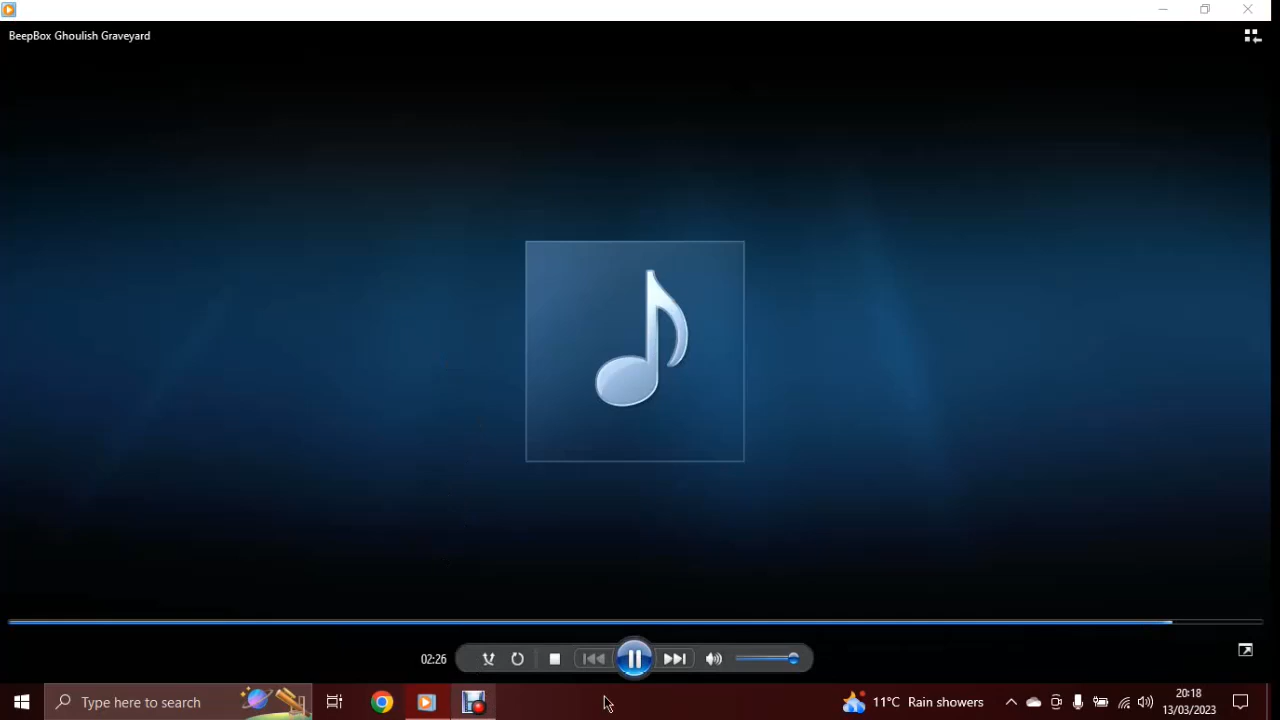 BeepBox Ghoulish Graveyard
02:26
Type here to search
11°C Rain showers
20:18
13/03/2023